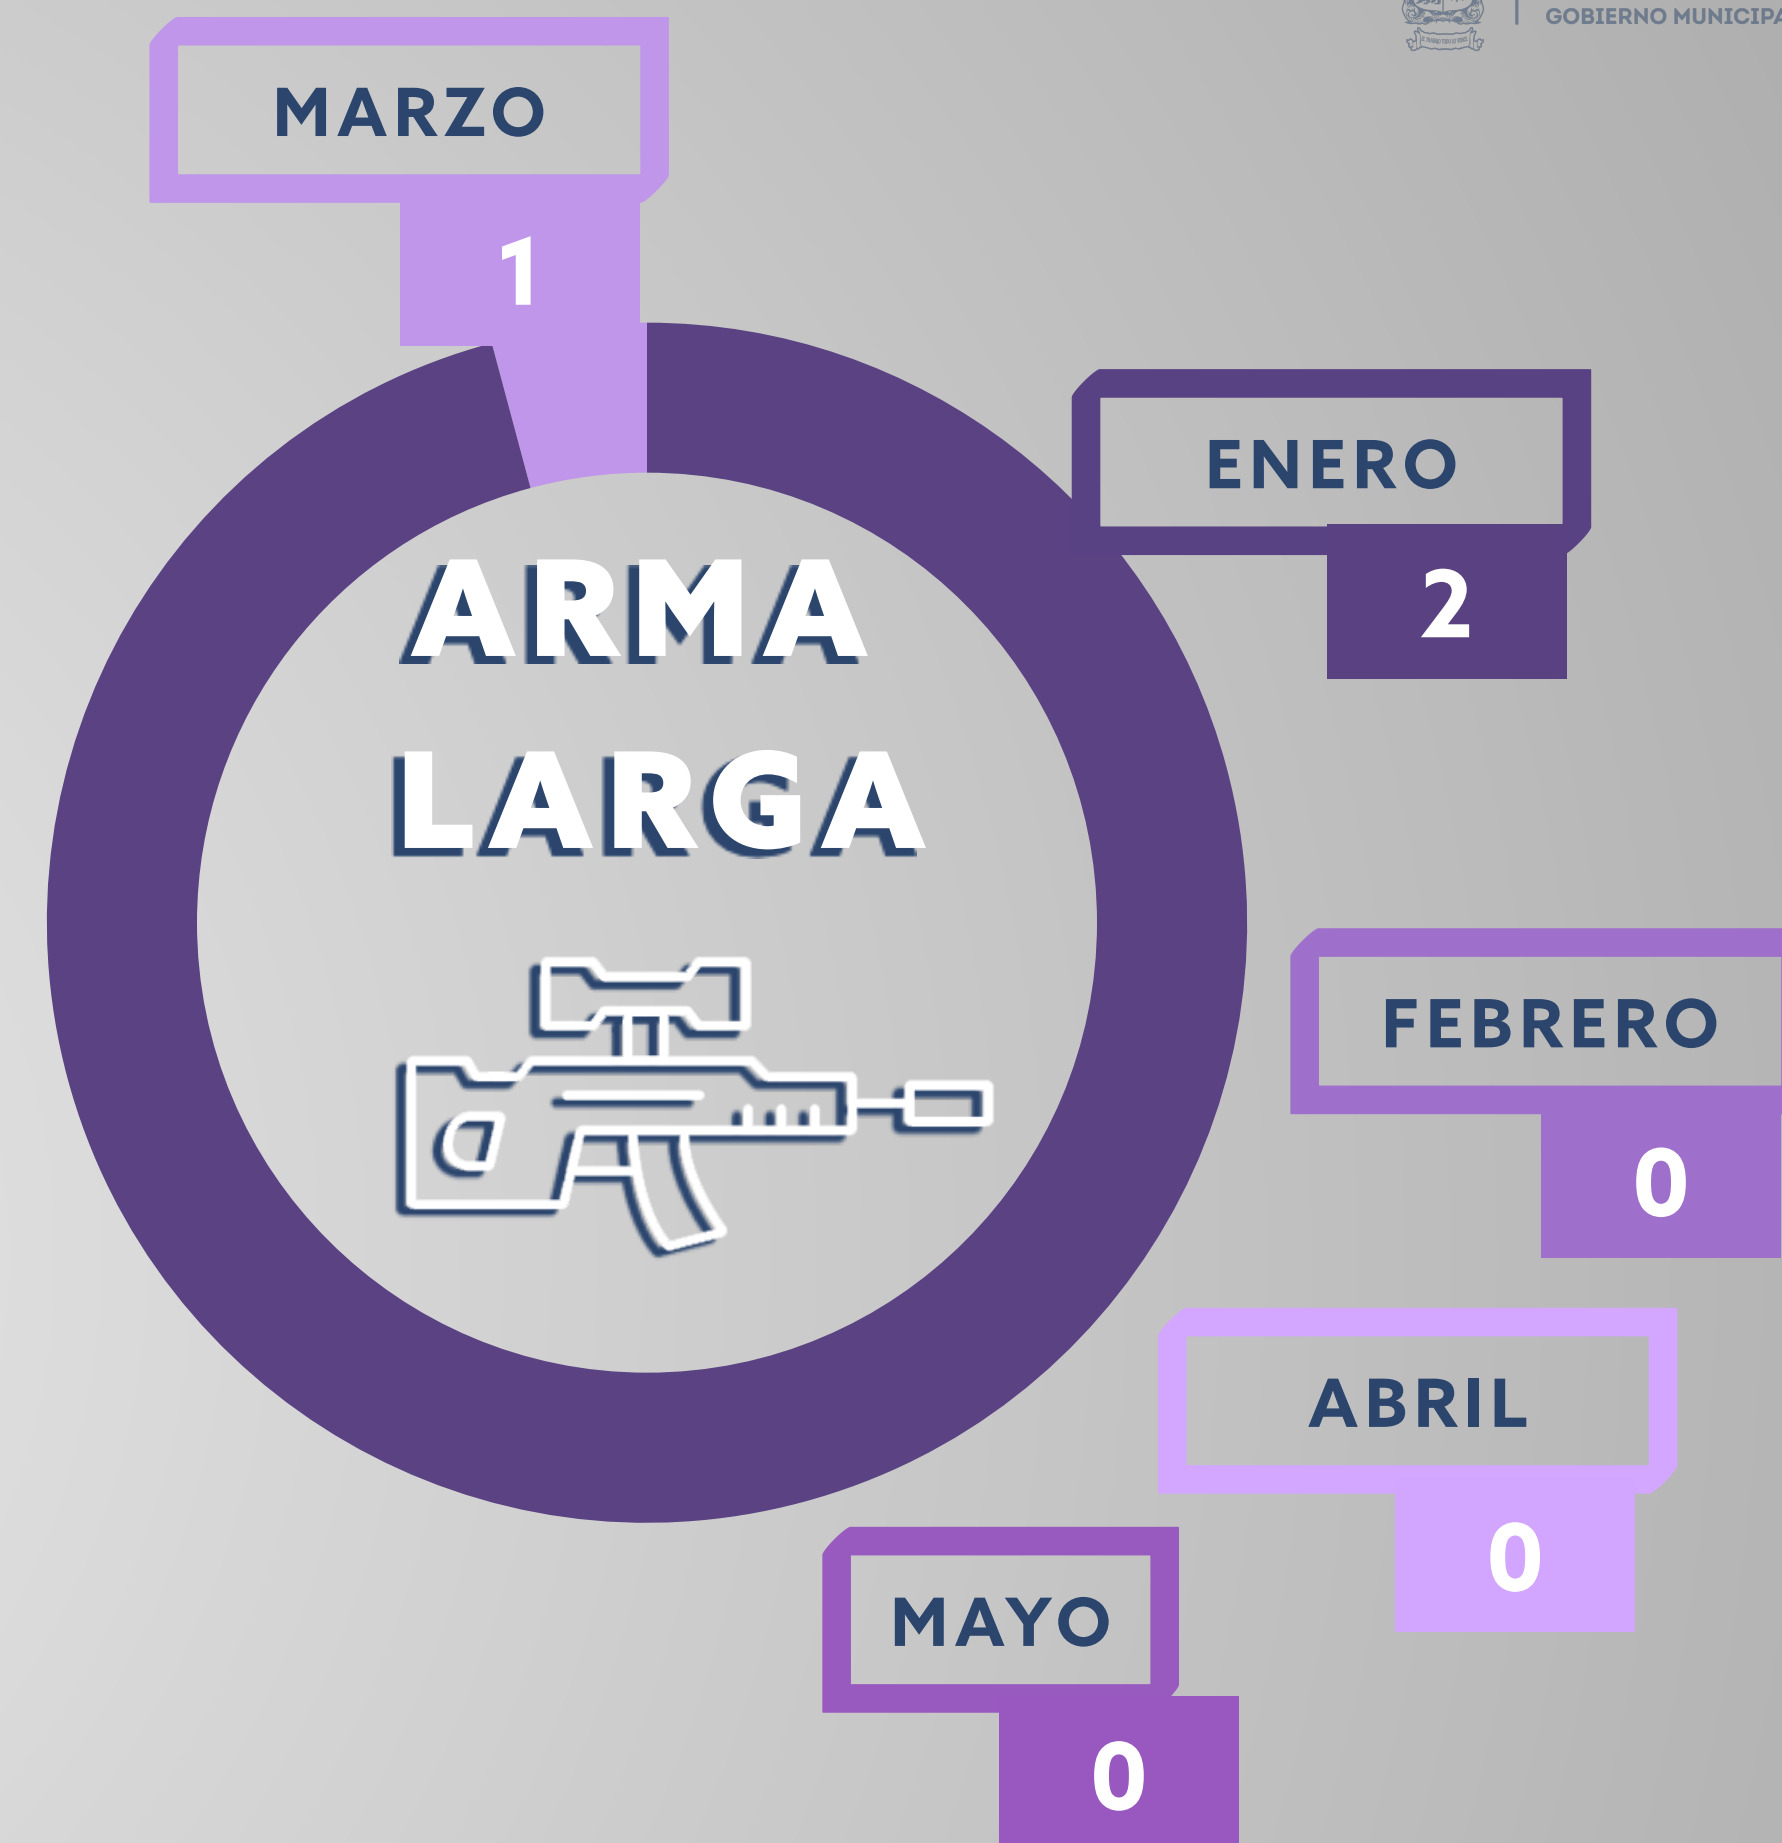 GOBIERNO MUNICIPA
MARZO
1
ENERO
2
ARMA
LARGA
FEBRERO
0
ABRIL
0
MAYO
0